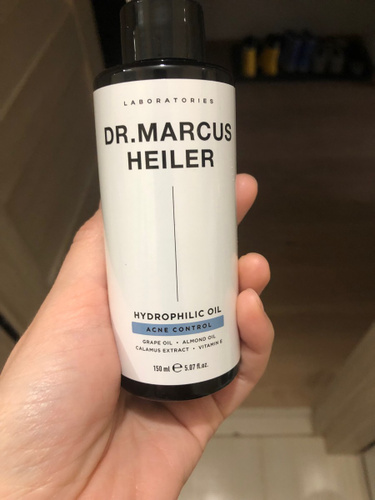 LABORATORIES
DR.MARCUS
HEILER
HYDROPHILIC OIL
ACNE CONTROL
GRAPE OIL • ALMOND OIL
CALAMUS EXTRACT • VITAMIN E
150 ml ℮ 5.07 fl.oz.